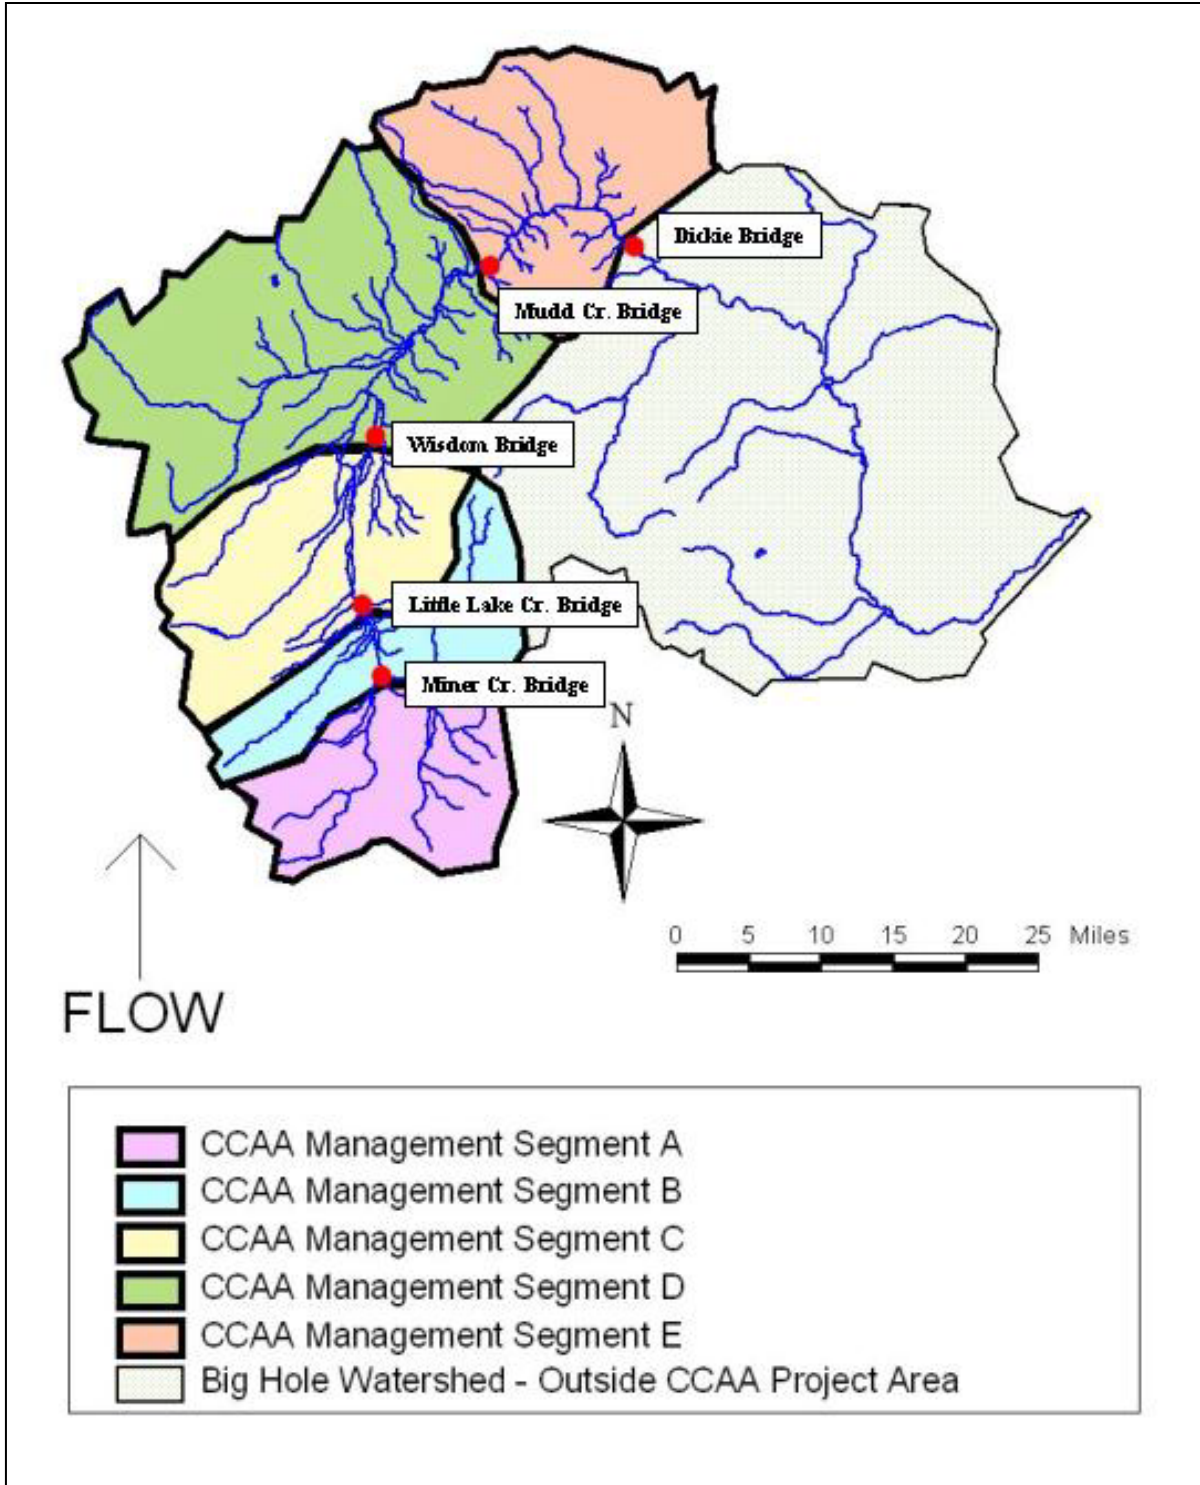 Dickie Bridge
Mudd Cr. Bridge
Wisdom Bridge
Little Lake Cr. Bridge
Miner Cr. Bridge
N
0 5 10 15 20 25 Miles
FLOW
CCAA Management Segment A
CCAA Management Segment B
CCAA Management Segment C
CCAA Management Segment D
CCAA Management Segment E
Big Hole Watershed - Outside CCAA Project Area